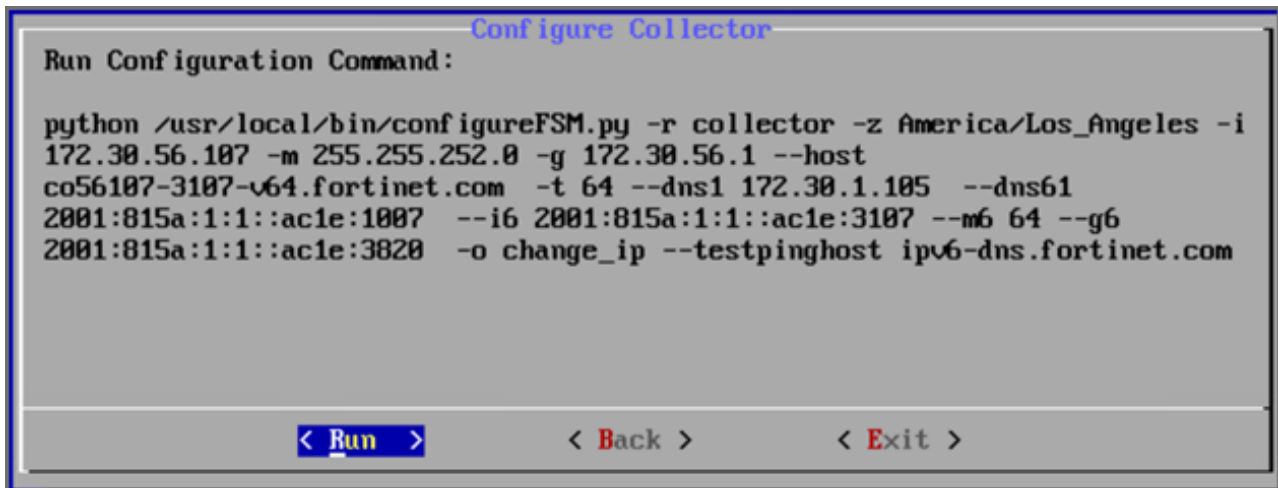 Configure Collector
Run Configuration Command:
python /usr/local/bin/configureFSM.py -r collector -z America/Los_Angeles -i
172.30.56.107 -m 255.255.252.0 -g 172.30.56.1 --host
co56107-3107-v64.fortinet.com  -t 64 --dns1 172.30.1.105   --dns61
2001:815a:1:1::ac1e:1007   --i6 2001:815a:1:1::ac1e:3107 --m6 64 --g6
2001:815a:1:1::ac1e:3820  -o change_ip --testpinghost ipv6-dns.fortinet.com
< Run > < Back > < Exit >